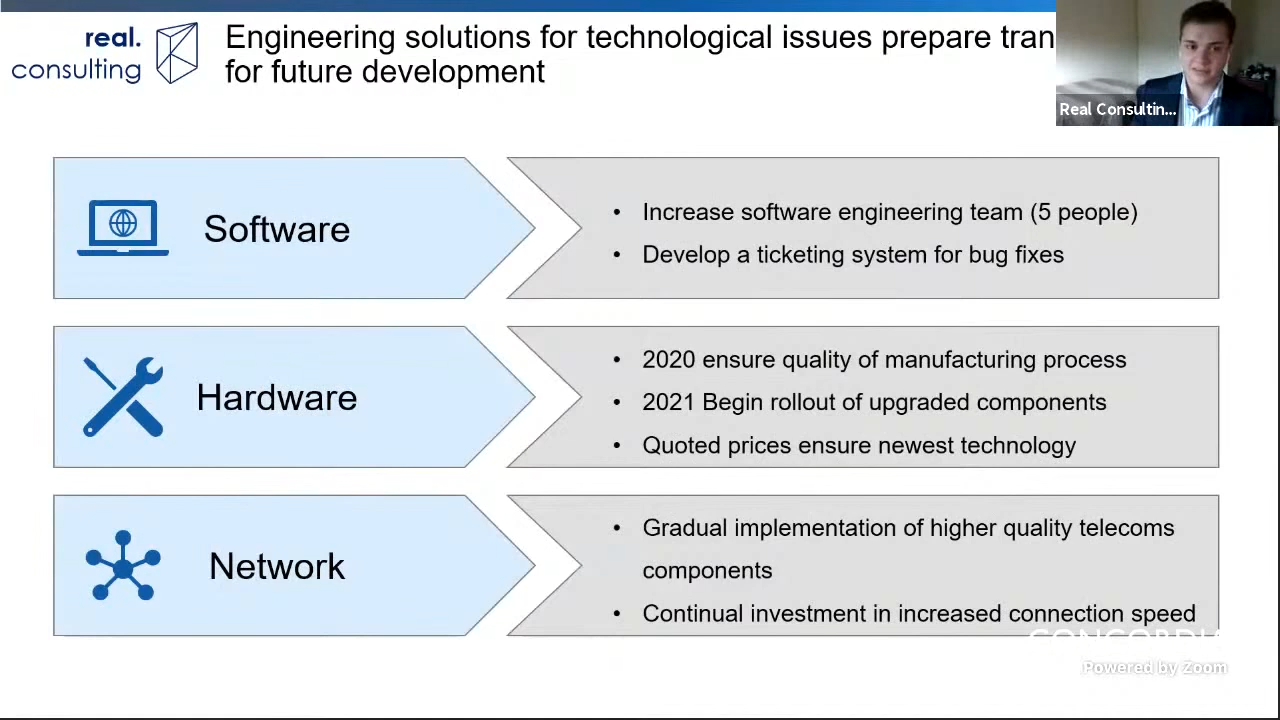 real.
consulting
Engineering solutions for technological issues prepare tran
for future development
Real Consultin...
Software
• Increase software engineering team (5 people)
• Develop a ticketing system for bug fixes
Hardware
• 2020 ensure quality of manufacturing process
• 2021 Begin rollout of upgraded components
• Quoted prices ensure newest technology
Network
• Gradual implementation of higher quality telecoms
components
• Continual investment in increased connection speed
CONCORDIA
Powered by Zoom